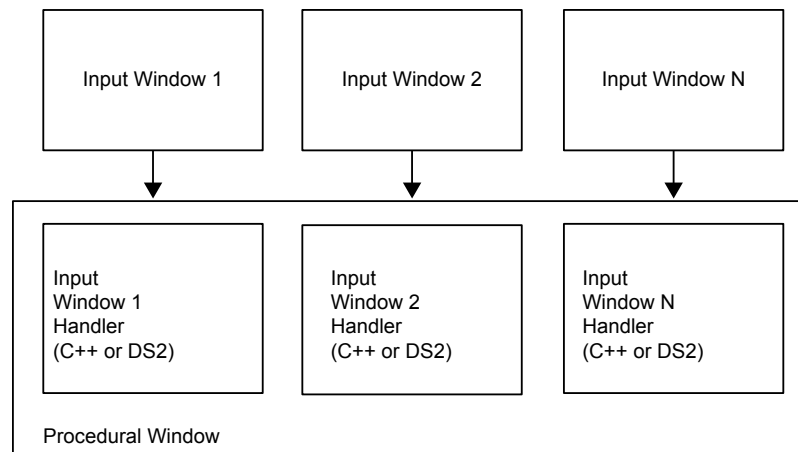 Input Window 1
Input Window 2
Input Window N
Input
Window 1
Handler
(C++ or DS2)
Input
Window 2
Handler
(C++ or DS2)
Input
Window N
Handler
(C++ or DS2)
Procedural Window